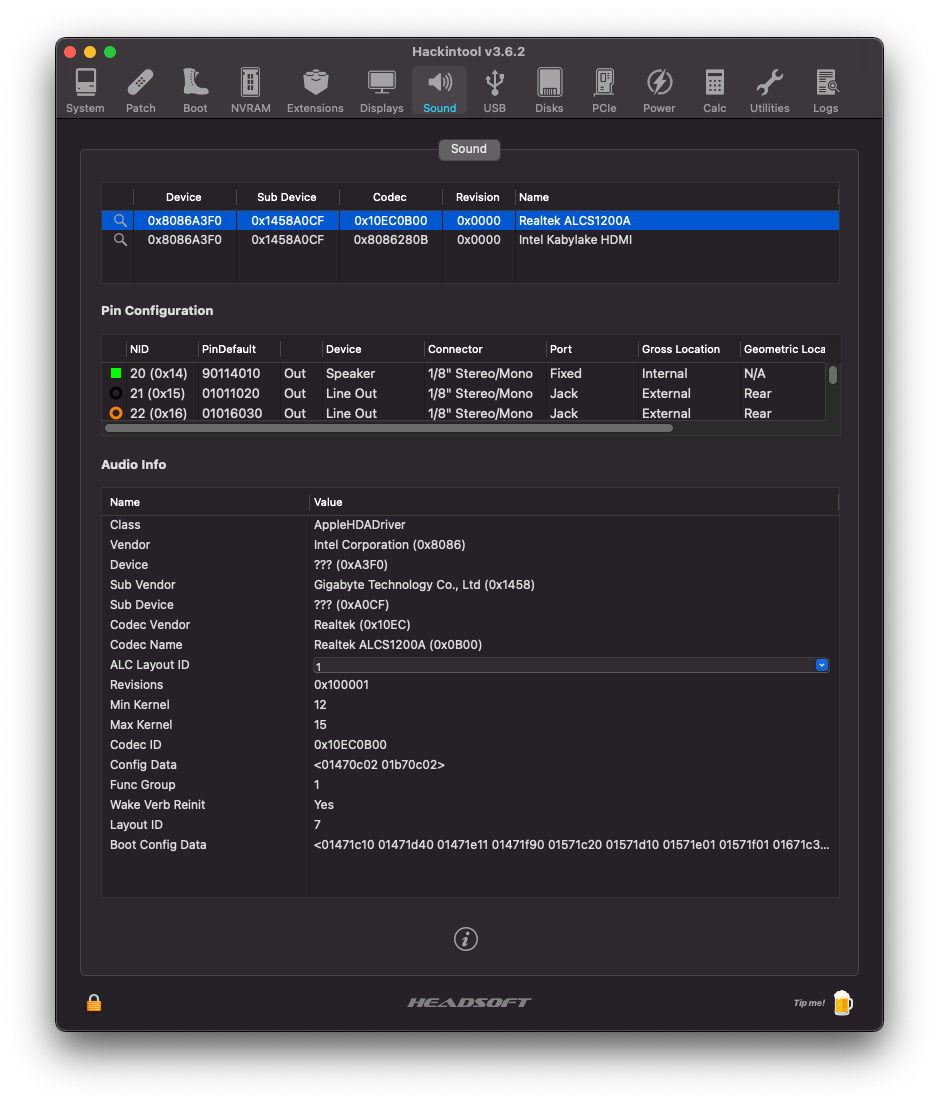 Hackintool v3.6.2
System Patch Boot NVRAM Extensions Displays Sound USB Disks PCIe Power Calc Utilities Logs
Sound
Device Sub Device Codec Revision Name
0x8086A3F0 0x1458A0CF 0x10EC0B00 0x0000 Realtek ALCS1200A
0x8086A3F0 0x1458A0CF 0x8086280B 0x0000 Intel Kabylake HDMI
Pin Configuration
NID PinDefault Device Connector Port Gross Location Geometric Loca
20 (0x14) 90114010 Out Speaker 1/8" Stereo/Mono Fixed Internal N/A
21 (0x15) 01011020 Out Line Out 1/8" Stereo/Mono Jack External Rear
22 (0x16) 01016030 Out Line Out 1/8" Stereo/Mono Jack External Rear
Audio Info
Name Value
Class AppleHDADriver
Vendor Intel Corporation (0x8086)
Device ??? (0xA3F0)
Sub Vendor Gigabyte Technology Co., Ltd (0x1458)
Sub Device ??? (0xA0CF)
Codec Vendor Realtek (0x10EC)
Codec Name Realtek ALCS1200A (0x0B00)
ALC Layout ID 1
Revisions 0x100001
Min Kernel 12
Max Kernel 15
Codec ID 0x10EC0B00
Config Data <01470c02 01b70c02>
Func Group 1
Wake Verb Reinit Yes
Layout ID 7
Boot Config Data <01471c10 01471d40 01471e11 01471f90 01571c20 01571d10 01571e01 01571f01 01671c3...
HEADSOFT
Tip me!